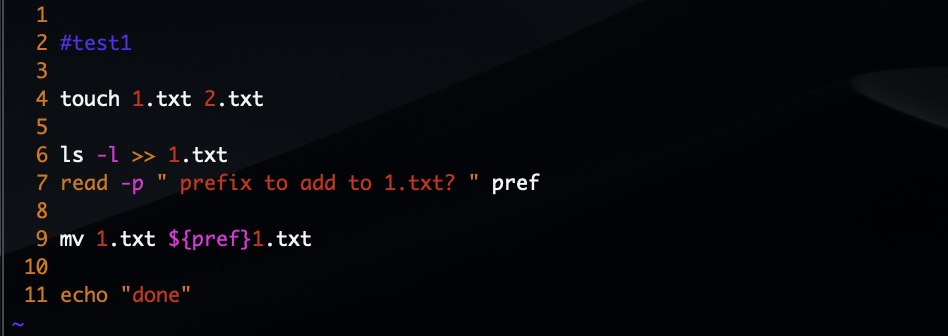 1
2 #test1
3
4 touch 1.txt 2.txt
5
6 ls -l >> 1.txt
7 read -p " prefix to add to 1.txt? " pref
8
9 mv 1.txt ${pref}1.txt
10
11 echo "done"
~